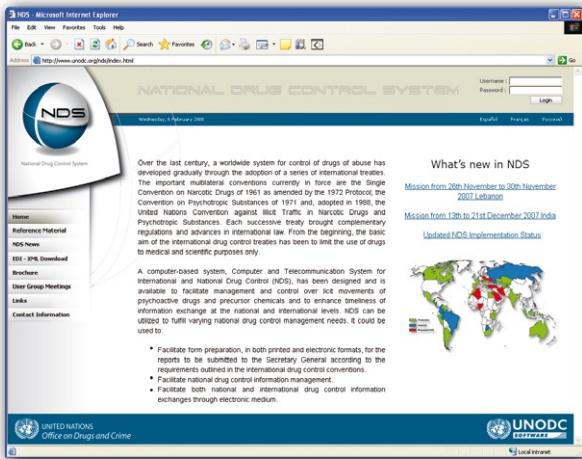 NDS - Microsoft Internet Explorer
File Edit View Favorites Tools Help
Back Search Favorites
Address http://www.unodc.org/nds/index.html Go
NDS
National Drug Control System
NATIONAL DRUG CONTROL SYSTEM
Username :
Password :
Login
Wednesday, 6 February 2008
Español Français Русский
Home
Reference Material
NDS News
EDI - XML Download
Brochure
User Group Meetings
Links
Contact Information
Over the last century, a worldwide system for control of drugs of abuse has
developed gradually through the adoption of a series of international treaties.
The important multilateral conventions currently in force are the Single
Convention on Narcotic Drugs of 1961 as amended by the 1972 Protocol, the
Convention on Psychotropic Substances of 1971 and, adopted in 1988, the
United Nations Convention against Illicit Traffic in Narcotic Drugs and
Psychotropic Substances. Each successive treaty brought complementary
regulations and advances in international law. From the beginning, the basic
aim of the international drug control treaties has been to limit the use of drugs
to medical and scientific purposes only.
A computer-based system, Computer and Telecommunication System for
International and National Drug Control (NDS), has been designed and is
available to facilitate management and control over licit movements of
psychoactive drugs and precursor chemicals and to enhance timeliness of
information exchange at the national and international levels. NDS can be
utilized to fulfill varying national drug control management needs. It could be
used to:
• Facilitate form preparation, in both printed and electronic formats, for the
reports to be submitted to the Secretary General according to the
requirements outlined in the international drug control conventions.
• Facilitate national drug control information management.
• Facilitate both national and international drug control information
exchanges through electronic medium.
What's new in NDS
Mission from 26th November to 30th November
2007 Lebanon
Mission from 13th to 21st December 2007 India
Updated NDS Implementation Status
UNITED NATIONS
Office on Drugs and Crime
UNODC
SOFTWARE
Local intranet